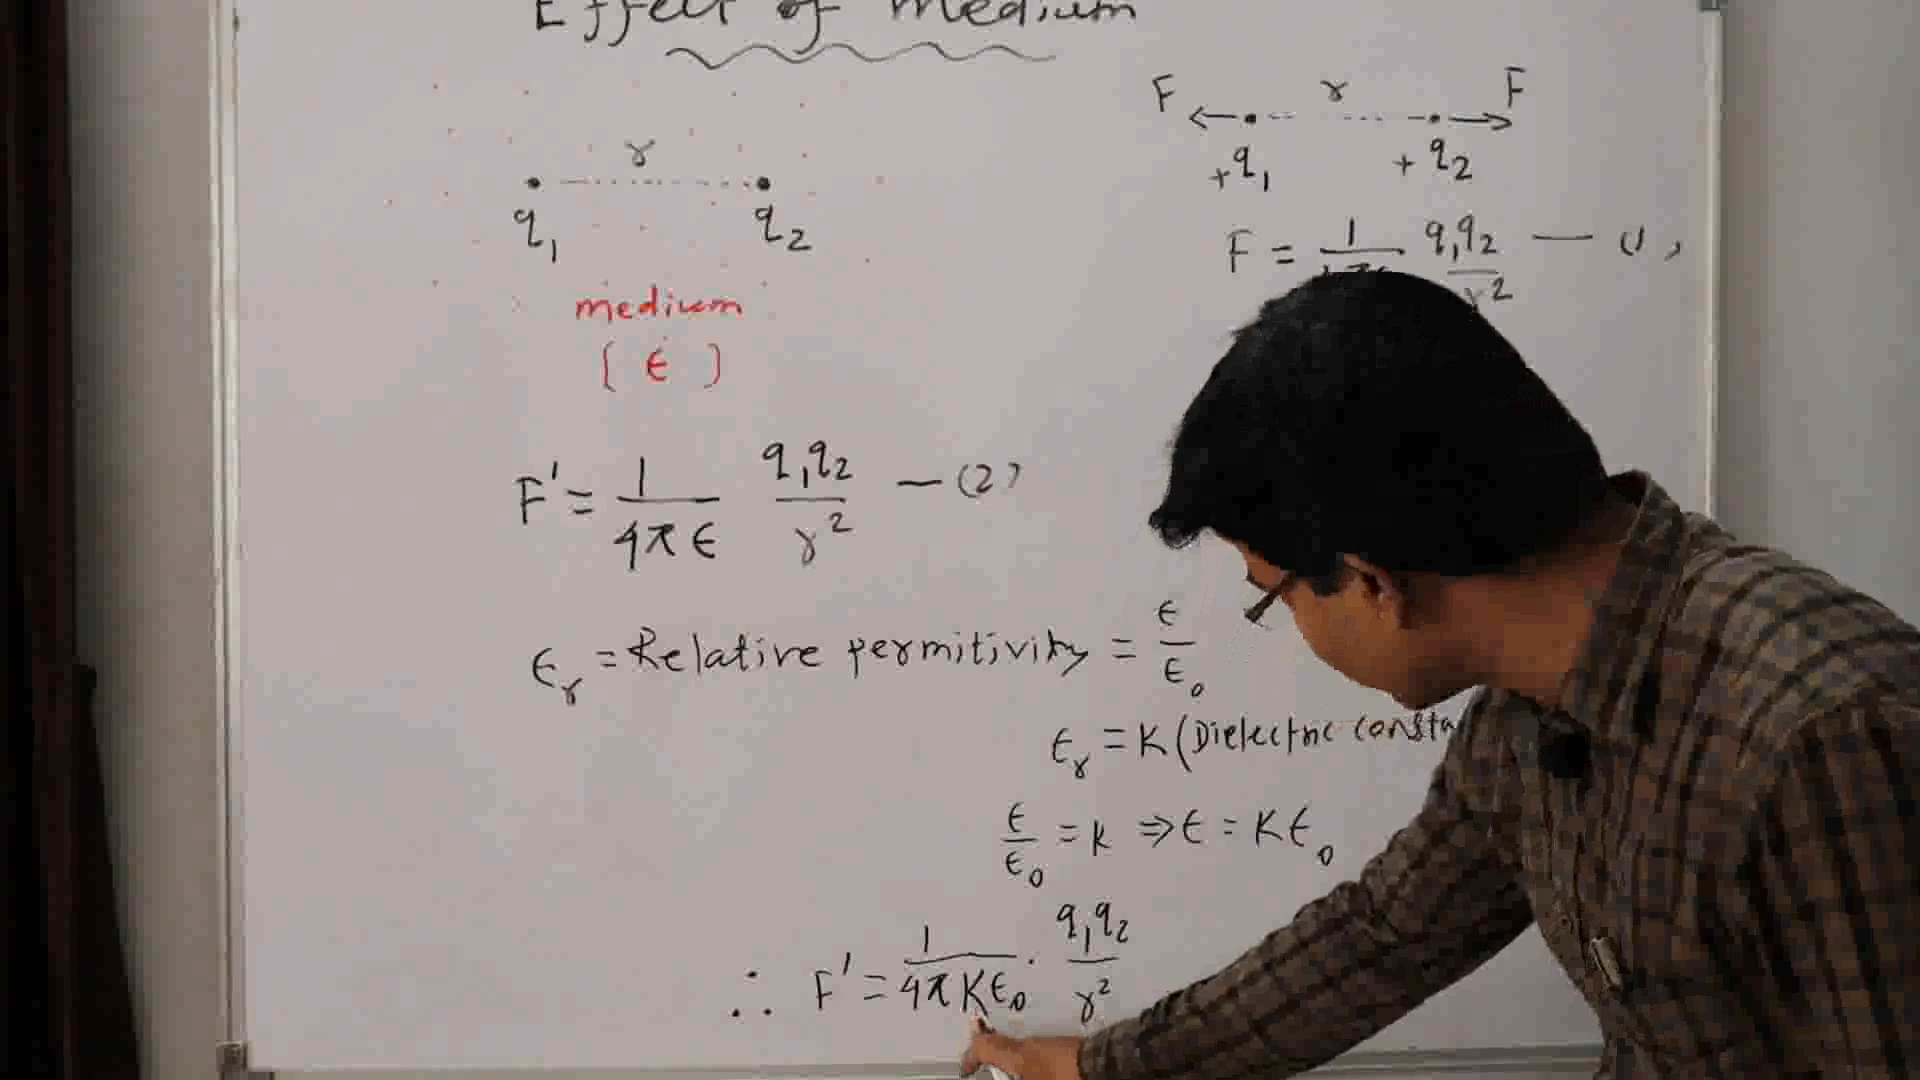 Effect of medium
F r F
+q₁ +q₂
r
q₁ q₂
F = 1 q₁q₂/r² — (1)
medium
( ϵ )
F' = 1/4πϵ q₁q₂/r² — (2)
ϵr = Relative permitivity = ϵ/ϵ₀
ϵr = K (Dielectric
ϵ/ϵ₀ = K ⇒ ϵ = Kϵ₀
∴ F' = 1/4πKϵ₀ · q₁q₂/r²